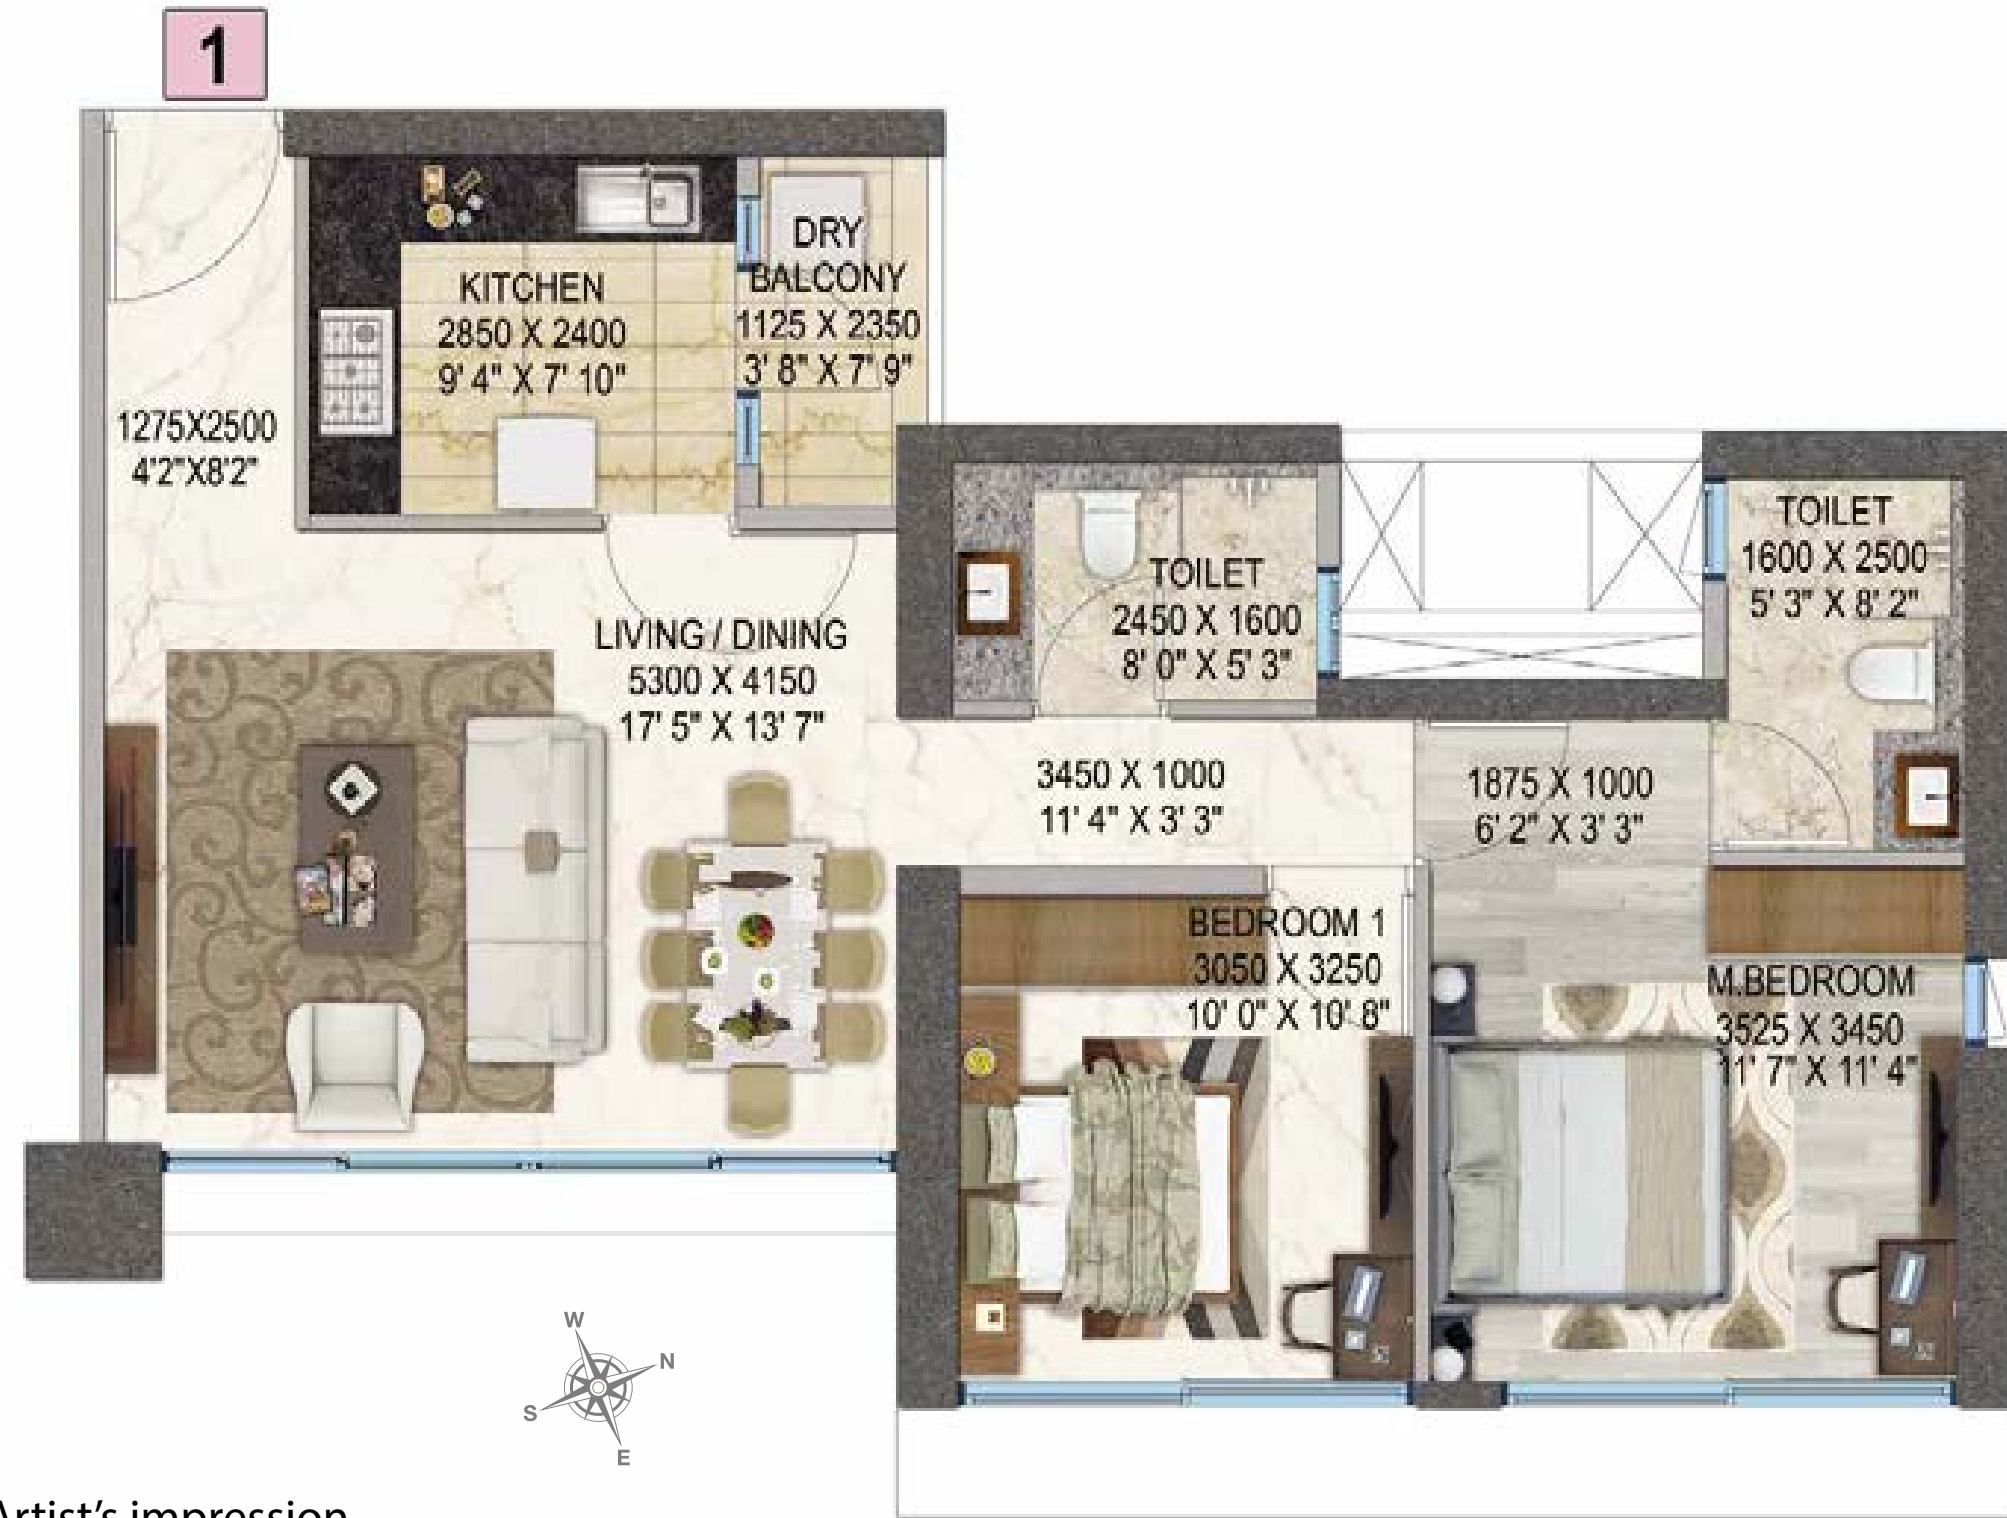 1
KITCHEN
2850 X 2400
9' 4" X 7' 10"
DRY
BALCONY
1125 X 2350
3' 8" X 7' 9"
1275X2500
4'2"X8'2"
TOILET
2450 X 1600
8' 0" X 5' 3"
TOILET
1600 X 2500
5' 3" X 8' 2"
LIVING / DINING
5300 X 4150
17' 5" X 13' 7"
3450 X 1000
11' 4" X 3' 3"
1875 X 1000
6' 2" X 3' 3"
BEDROOM 1
3050 X 3250
10' 0" X 10' 8"
M.BEDROOM
3525 X 3450
11' 7" X 11' 4"
W
N
S
E
Artist's impression